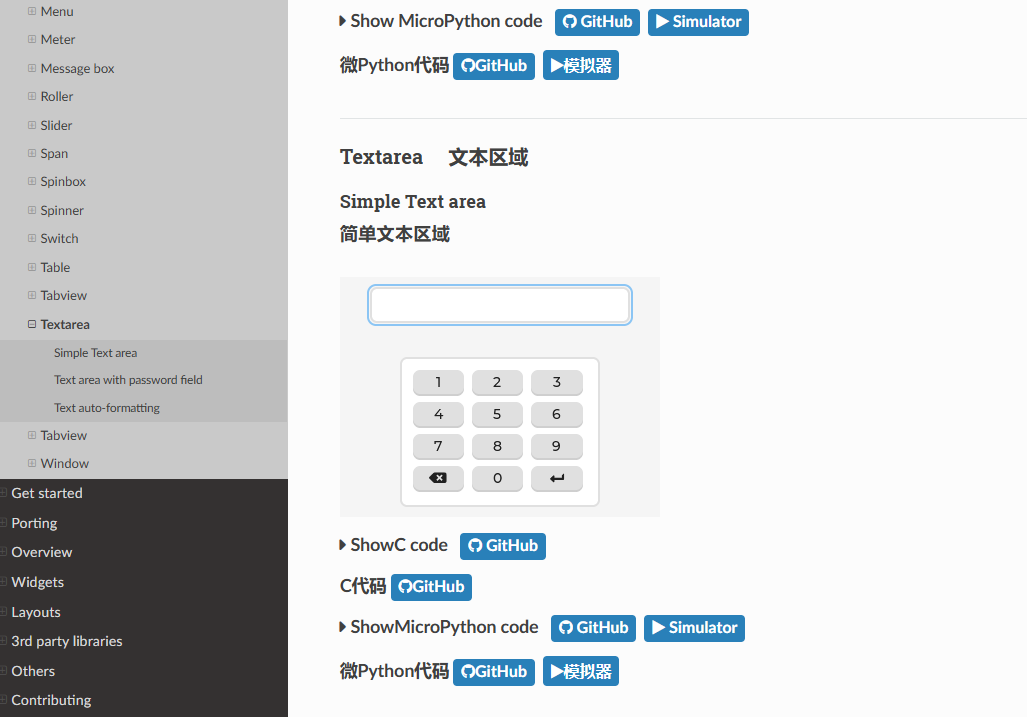 Menu
Meter
Message box
Roller
Slider
Span
Spinbox
Spinner
Switch
Table
Tabview
Textarea
Simple Text area
Text area with password field
Text auto-formatting
Tabview
Window
Get started
Porting
Overview
Widgets
Layouts
3rd party libraries
Others
Contributing
Show MicroPython code GitHub Simulator
微Python代码 GitHub 模拟器
Textarea 文本区域
Simple Text area
简单文本区域
1 2 3
4 5 6
7 8 9
0
ShowC code GitHub
C代码 GitHub
ShowMicroPython code GitHub Simulator
微Python代码 GitHub 模拟器